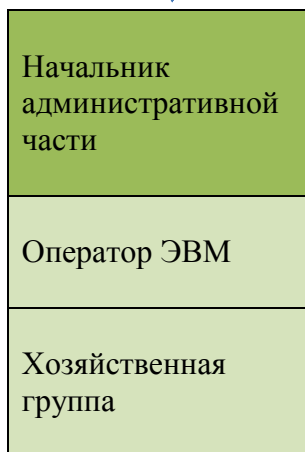 Начальник
административной
части
Оператор ЭВМ
Хозяйственная
группа